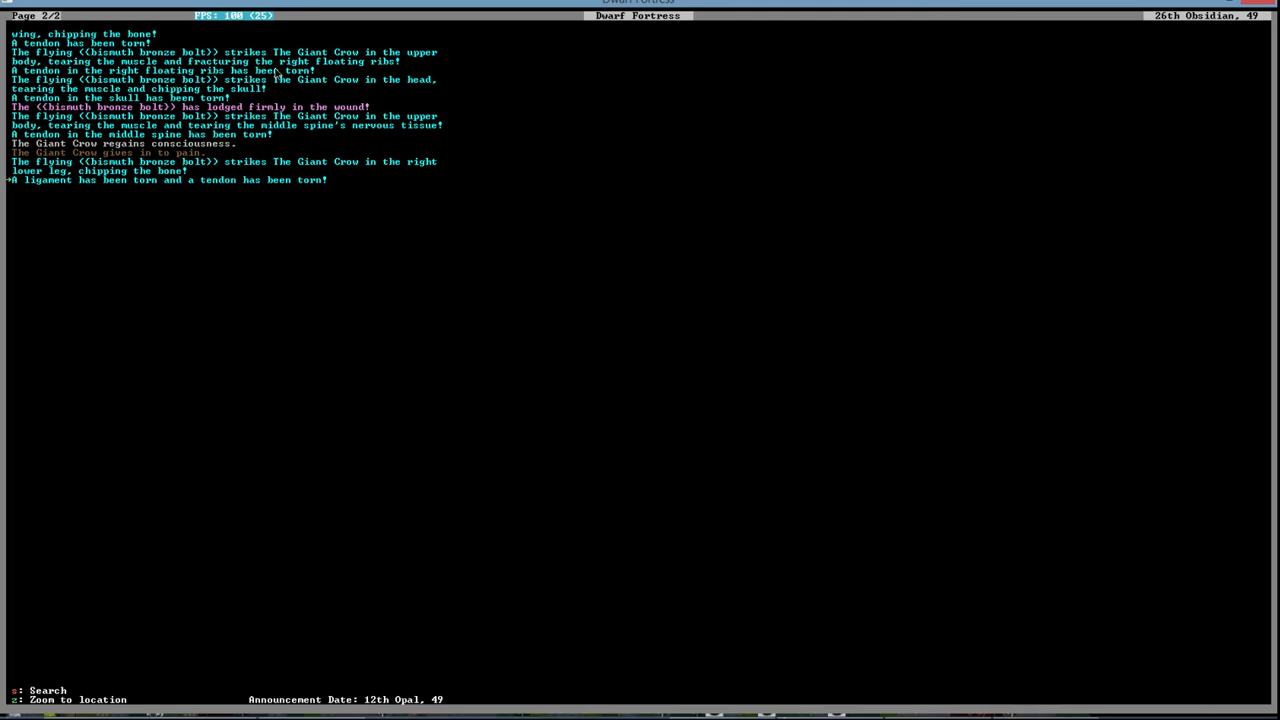 Dwarf Fortress
Page 2/2 FPS: 100 (25) Dwarf Fortress 26th Obsidian, 49
wing, chipping the bone!
A tendon has been torn!
The flying <<bismuth bronze bolt>> strikes The Giant Crow in the upper
body, tearing the muscle and fracturing the right floating ribs!
A tendon in the right floating ribs has been torn!
The flying <<bismuth bronze bolt>> strikes The Giant Crow in the head,
tearing the muscle and chipping the skull!
A tendon in the skull has been torn!
The <<bismuth bronze bolt>> has lodged firmly in the wound!
The flying <<bismuth bronze bolt>> strikes The Giant Crow in the upper
body, tearing the muscle and tearing the middle spine's nervous tissue!
A tendon in the middle spine has been torn!
The Giant Crow regains consciousness.
The Giant Crow gives in to pain.
The flying <<bismuth bronze bolt>> strikes The Giant Crow in the right
lower leg, chipping the bone!
→A ligament has been torn and a tendon has been torn!
s: Search
z: Zoom to location Announcement Date: 12th Opal, 49